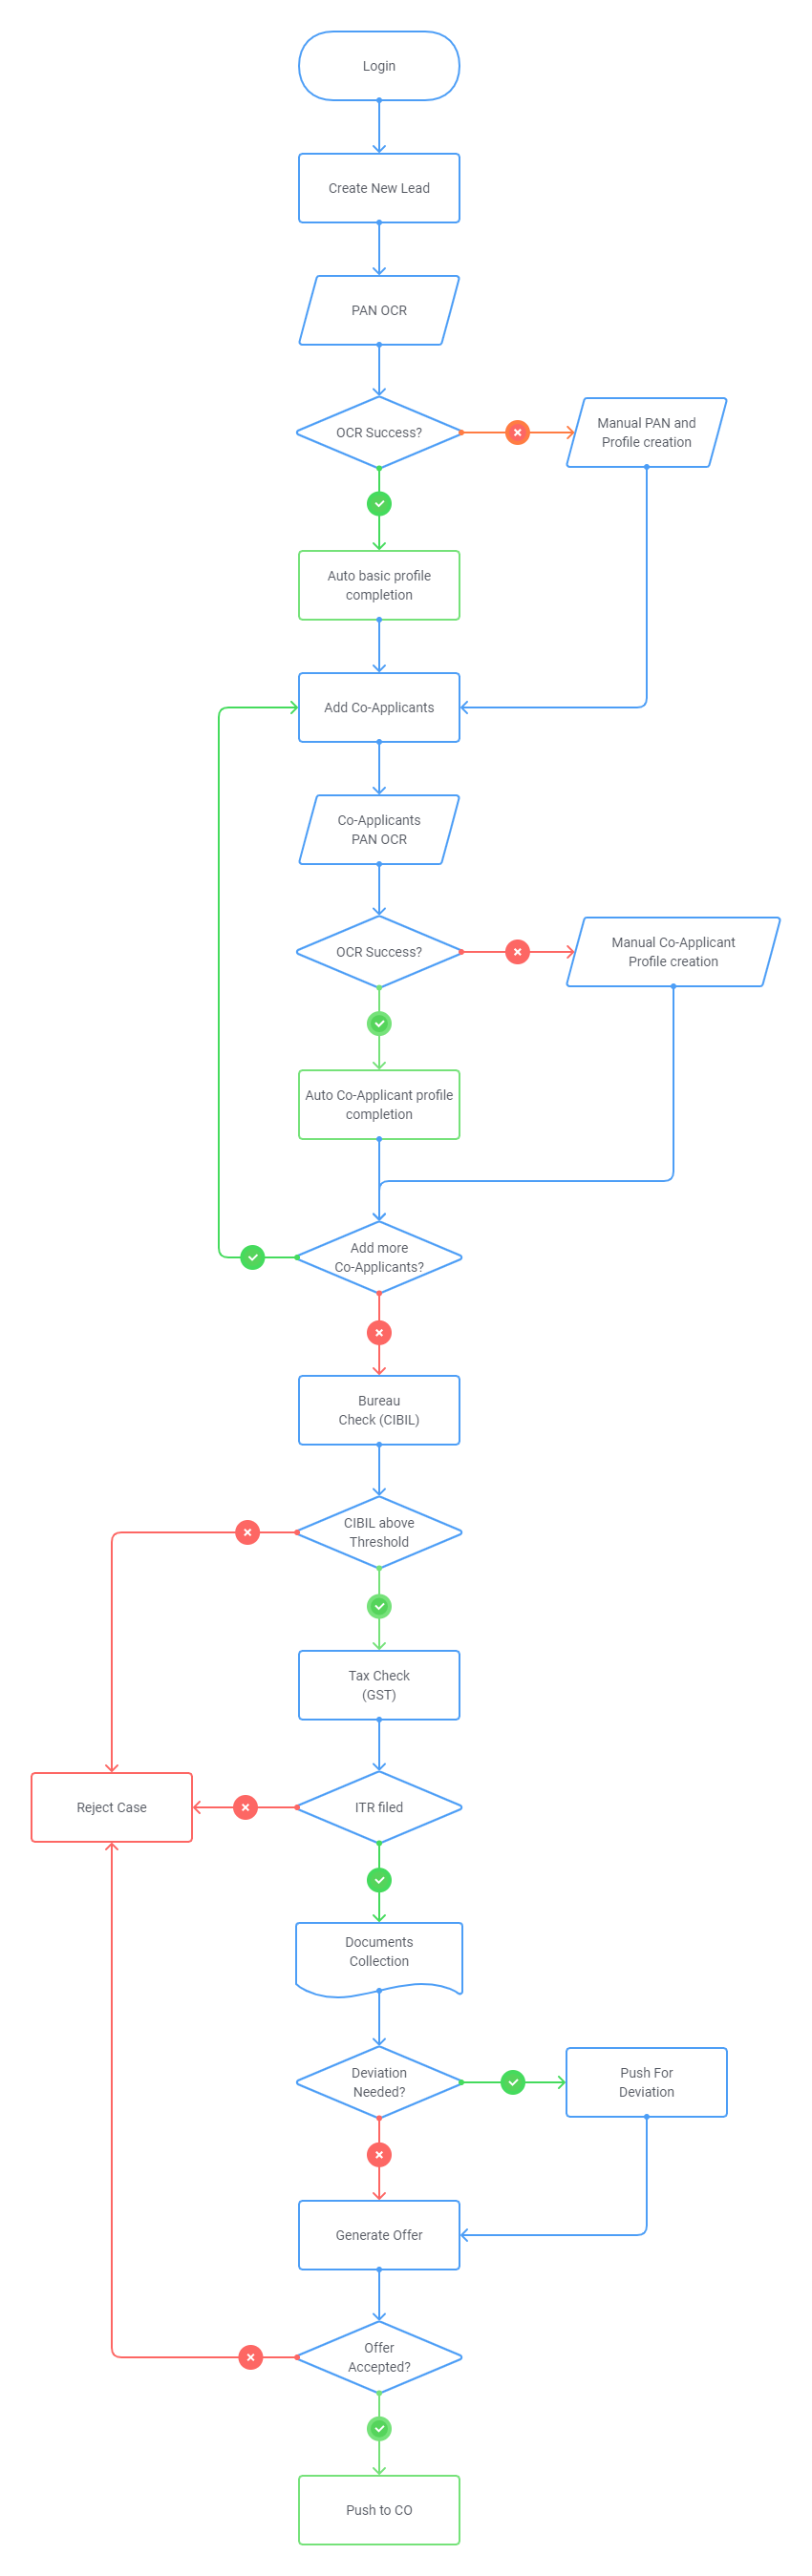 Login
Create New Lead
PAN OCR
OCR Success?
Manual PAN and
Profile creation
Auto basic profile
completion
Add Co-Applicants
Co-Applicants
PAN OCR
OCR Success?
Manual Co-Applicant
Profile creation
Auto Co-Applicant profile
completion
Add more
Co-Applicants?
Bureau
Check (CIBIL)
CIBIL above
Threshold
Tax Check
(GST)
Reject Case
ITR filed
Documents
Collection
Deviation
Needed?
Push For
Deviation
Generate Offer
Offer
Accepted?
Push to CO